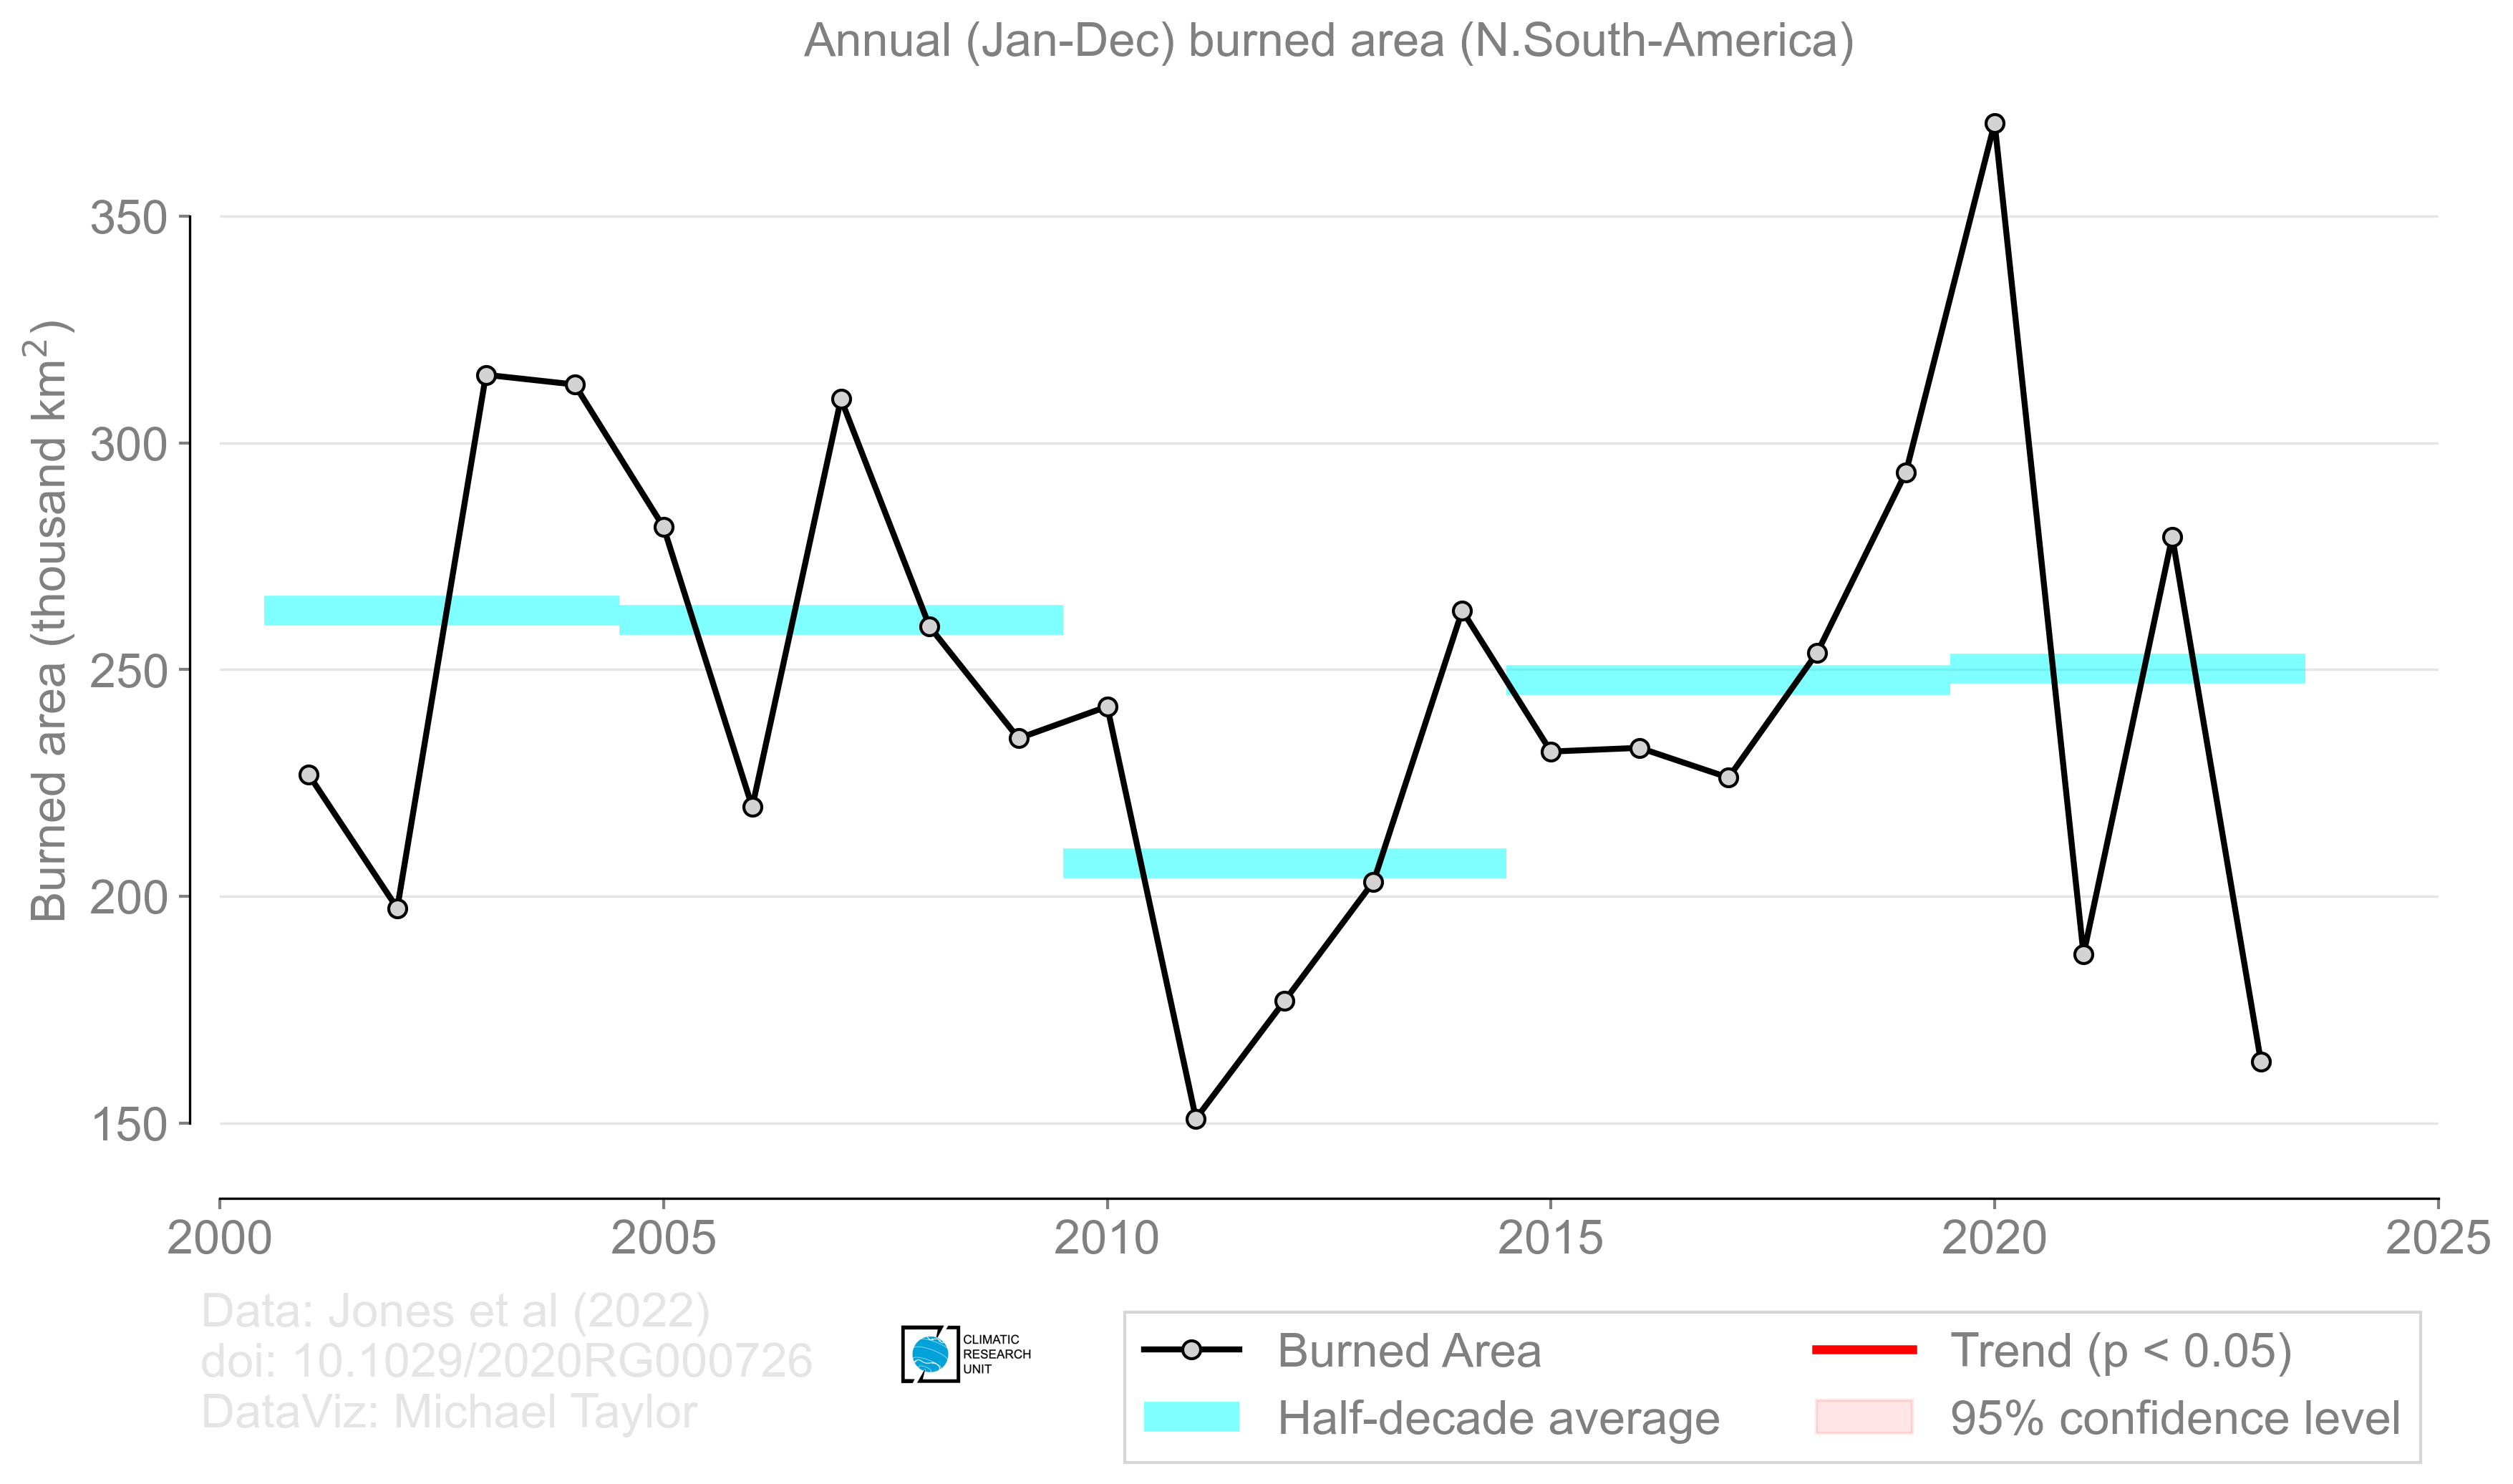 Annual (Jan-Dec) burned area (N.South-America)
Burned area (thousand km²)
350
300
250
200
150
2000
2005
2010
2015
2020
2025
Data: Jones et al (2022)
doi: 10.1029/2020RG000726
DataViz: Michael Taylor
CLIMATIC
RESEARCH
UNIT
Burned Area
Half-decade average
Trend (p < 0.05)
95% confidence level